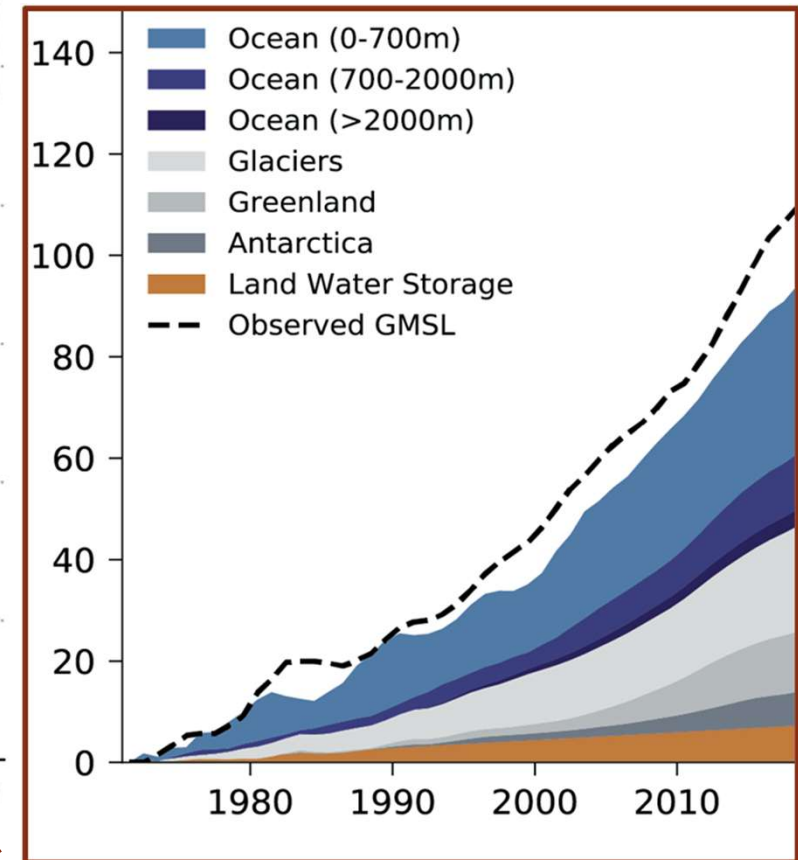 140
Ocean (0-700m)
Ocean (700-2000m)
120
Ocean (>2000m)
Glaciers
Greenland
100
Antarctica
Land Water Storage
Observed GMSL
80
60
40
20
0
1980 1990 2000 2010